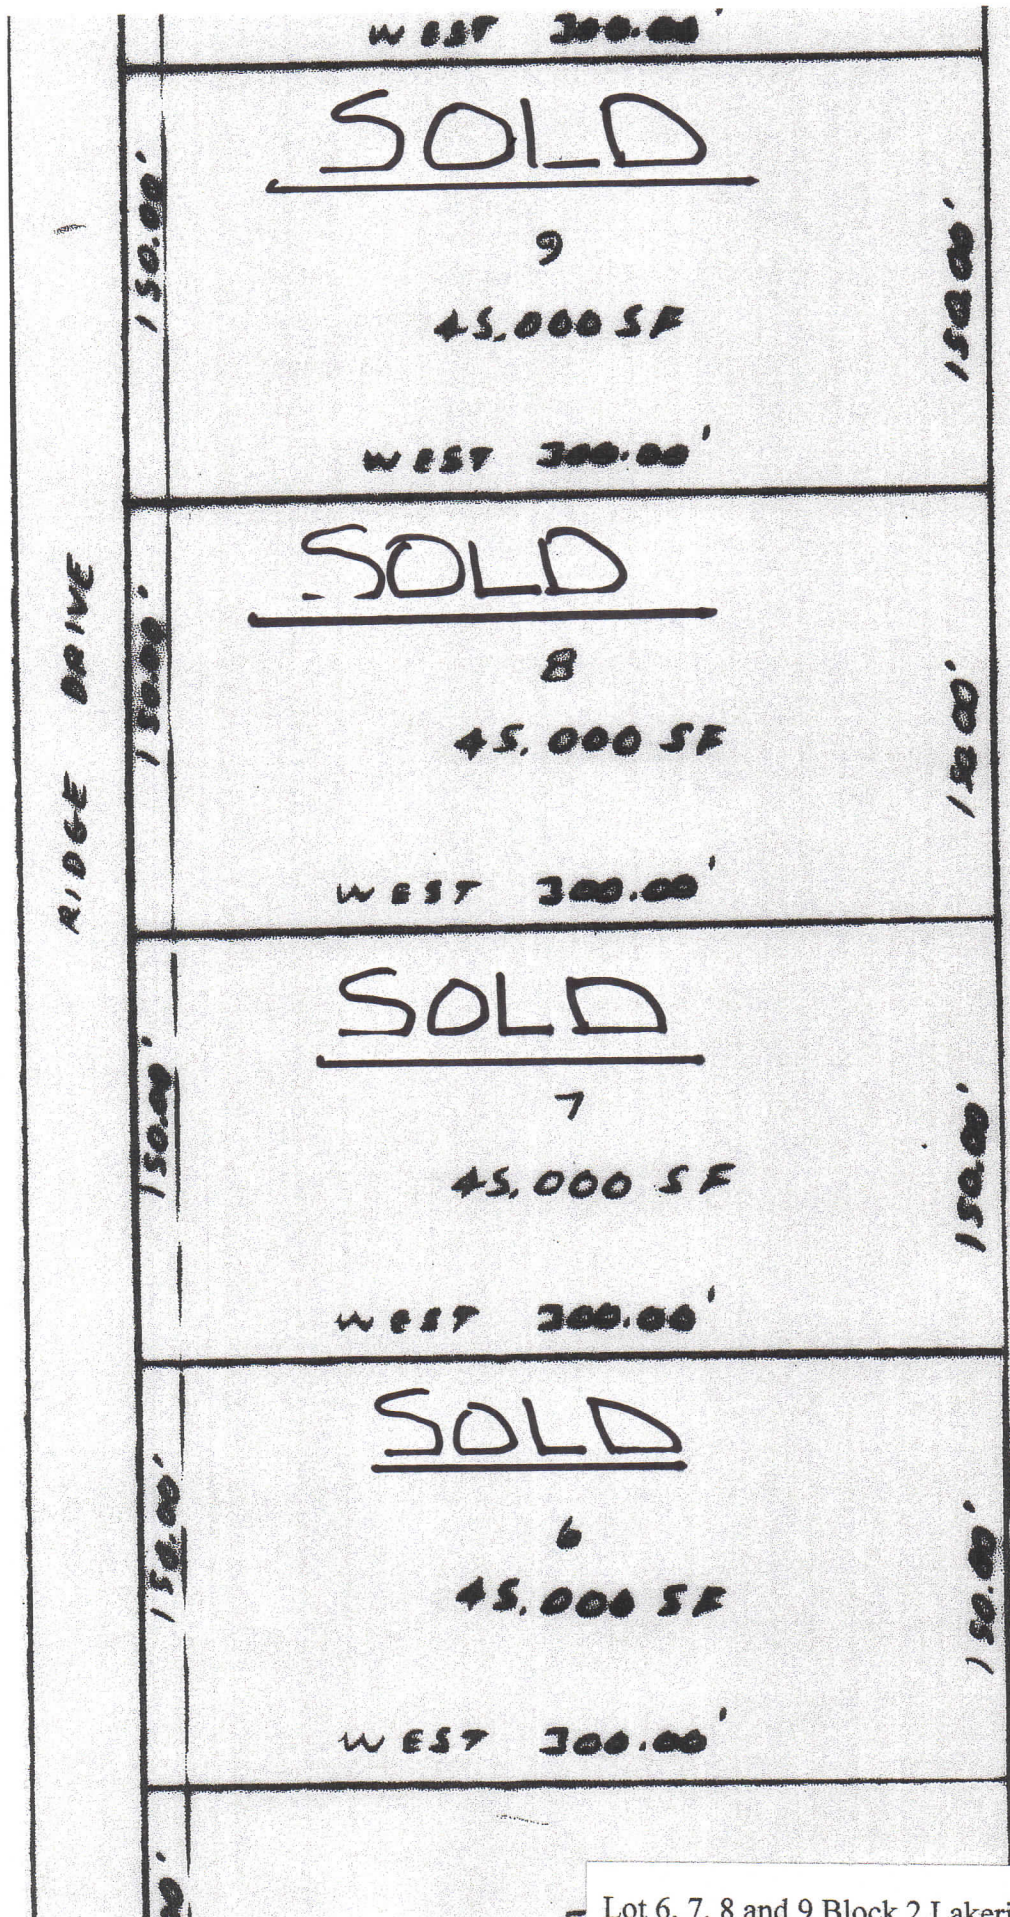 WEST 300.00'
SOLD
9
45,000 SF
150.00'
150.00'
WEST 300.00'
SOLD
8
45,000 SF
150.00'
150.00'
WEST 300.00'
RIDGE DRIVE
SOLD
7
45,000 SF
150.00'
150.00'
WEST 300.00'
SOLD
6
45,000 SF
150.00'
150.00'
WEST 300.00'
Lot 6, 7, 8 and 9 Block 2 Lakeri